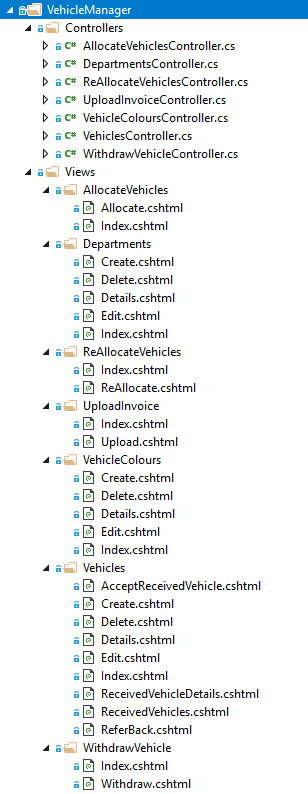 VehicleManager
Controllers
C# AllocateVehiclesController.cs
C# DepartmentsController.cs
C# ReAllocateVehiclesController.cs
C# UploadInvoiceController.cs
C# VehicleColoursController.cs
C# VehiclesController.cs
C# WithdrawVehicleController.cs
Views
AllocateVehicles
Allocate.cshtml
Index.cshtml
Departments
Create.cshtml
Delete.cshtml
Details.cshtml
Edit.cshtml
Index.cshtml
ReAllocateVehicles
Index.cshtml
ReAllocate.cshtml
UploadInvoice
Index.cshtml
Upload.cshtml
VehicleColours
Create.cshtml
Delete.cshtml
Details.cshtml
Edit.cshtml
Index.cshtml
Vehicles
AcceptReceivedVehicle.cshtml
Create.cshtml
Delete.cshtml
Details.cshtml
Edit.cshtml
Index.cshtml
ReceivedVehicleDetails.cshtml
ReceivedVehicles.cshtml
ReferBack.cshtml
WithdrawVehicle
Index.cshtml
Withdraw.cshtml